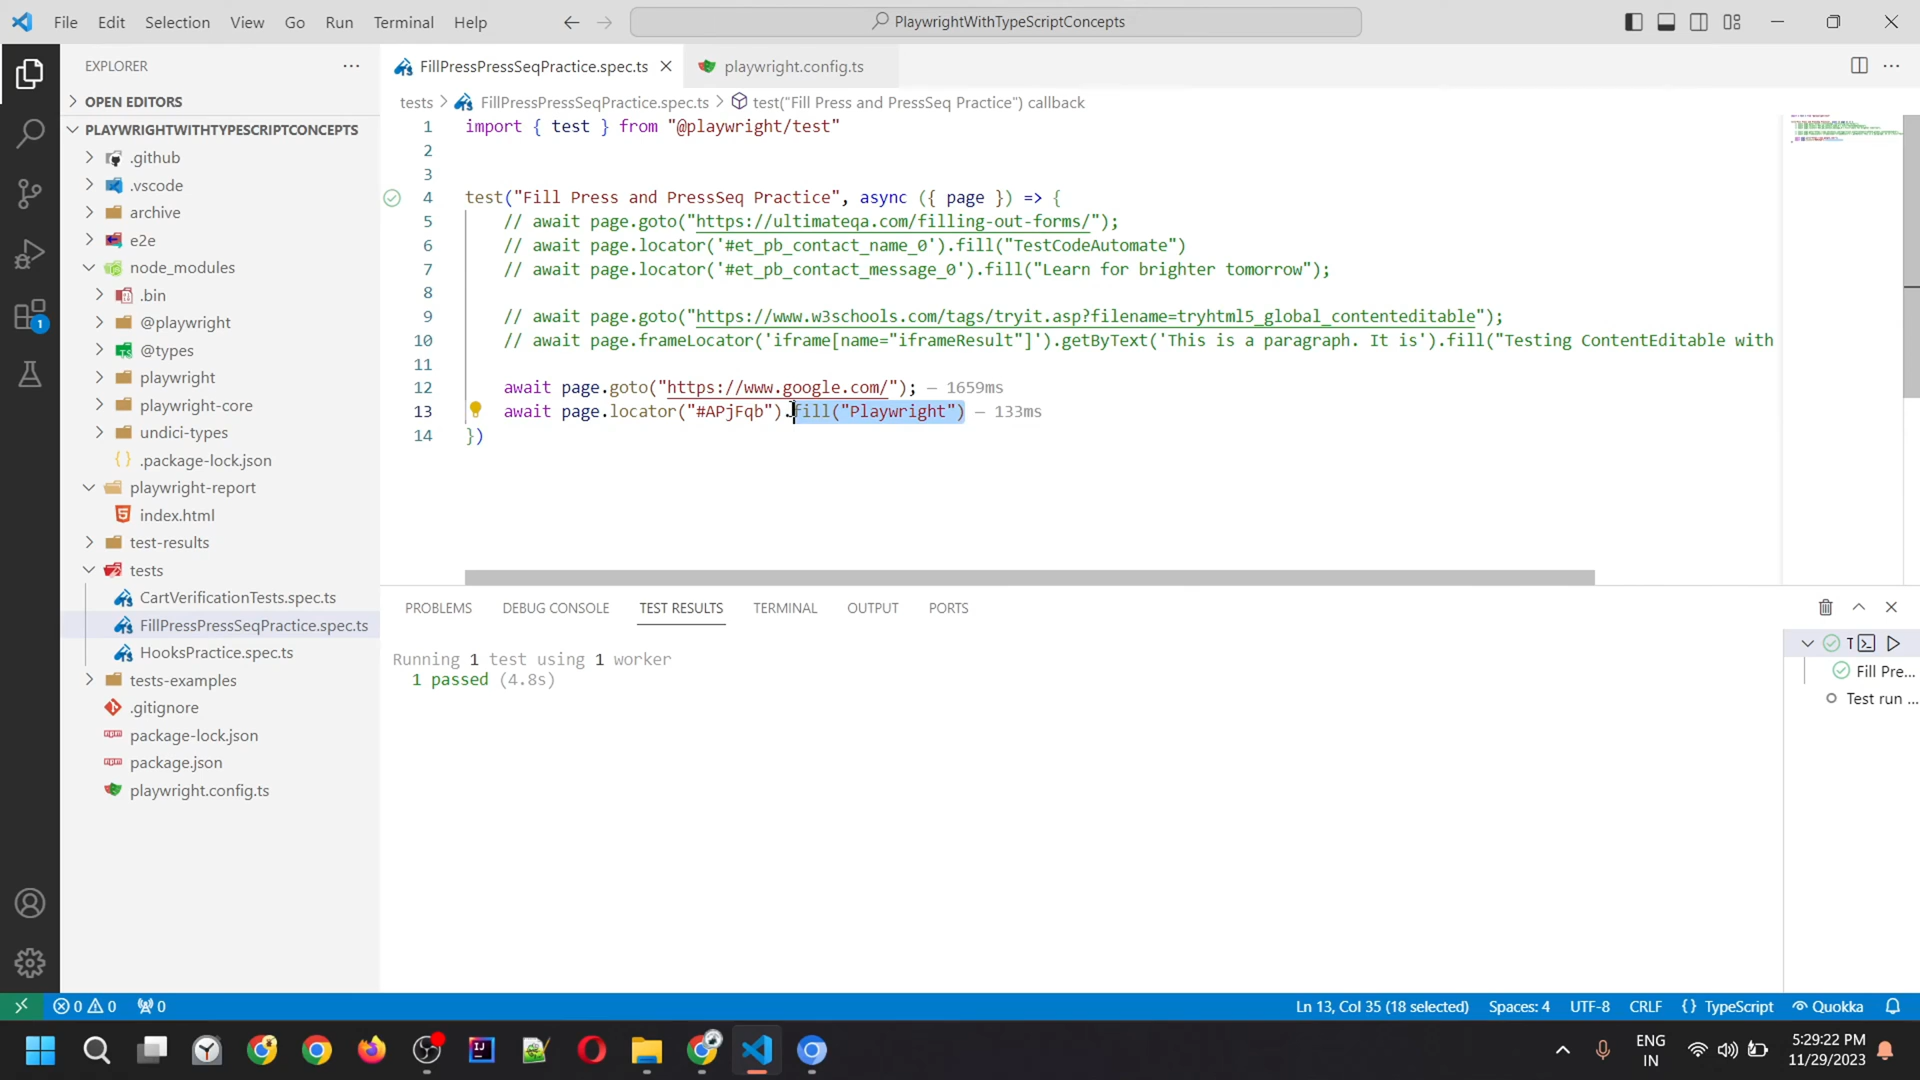 File Edit Selection View Go Run Terminal Help
PlaywrightWithTypeScriptConcepts
EXPLORER
OPEN EDITORS
PLAYWRIGHTWITHTYPESCRIPTCONCEPTS
.github
.vscode
archive
e2e
node_modules
.bin
@playwright
@types
playwright
playwright-core
undici-types
.package-lock.json
playwright-report
index.html
test-results
tests
CartVerificationTests.spec.ts
FillPressPressSeqPractice.spec.ts
HooksPractice.spec.ts
tests-examples
.gitignore
package-lock.json
package.json
playwright.config.ts
1
FillPressPressSeqPractice.spec.ts playwright.config.ts
tests > FillPressPressSeqPractice.spec.ts > test("Fill Press and PressSeq Practice") callback
1 import { test } from "@playwright/test"
2
3
4 test("Fill Press and PressSeq Practice", async ({ page }) => {
5 // await page.goto("https://ultimateqa.com/filling-out-forms/");
6 // await page.locator('#et_pb_contact_name_0').fill("TestCodeAutomate")
7 // await page.locator('#et_pb_contact_message_0').fill("Learn for brighter tomorrow");
8
9 // await page.goto("https://www.w3schools.com/tags/tryit.asp?filename=tryhtml5_global_contenteditable");
10 // await page.frameLocator('iframe[name="iframeResult"]').getByText('This is a paragraph. It is').fill("Testing ContentEditable with
11
12 await page.goto("https://www.google.com/"); — 1659ms
13 await page.locator("#APjFqb").fill("Playwright") — 133ms
14 })
PROBLEMS DEBUG CONSOLE TEST RESULTS TERMINAL OUTPUT PORTS
Running 1 test using 1 worker
1 passed (4.8s)
T
Fill Pre...
Test run ...
0 0 0 Ln 13, Col 35 (18 selected) Spaces: 4 UTF-8 CRLF {} TypeScript Quokka
ENG
IN
5:29:22 PM
11/29/2023